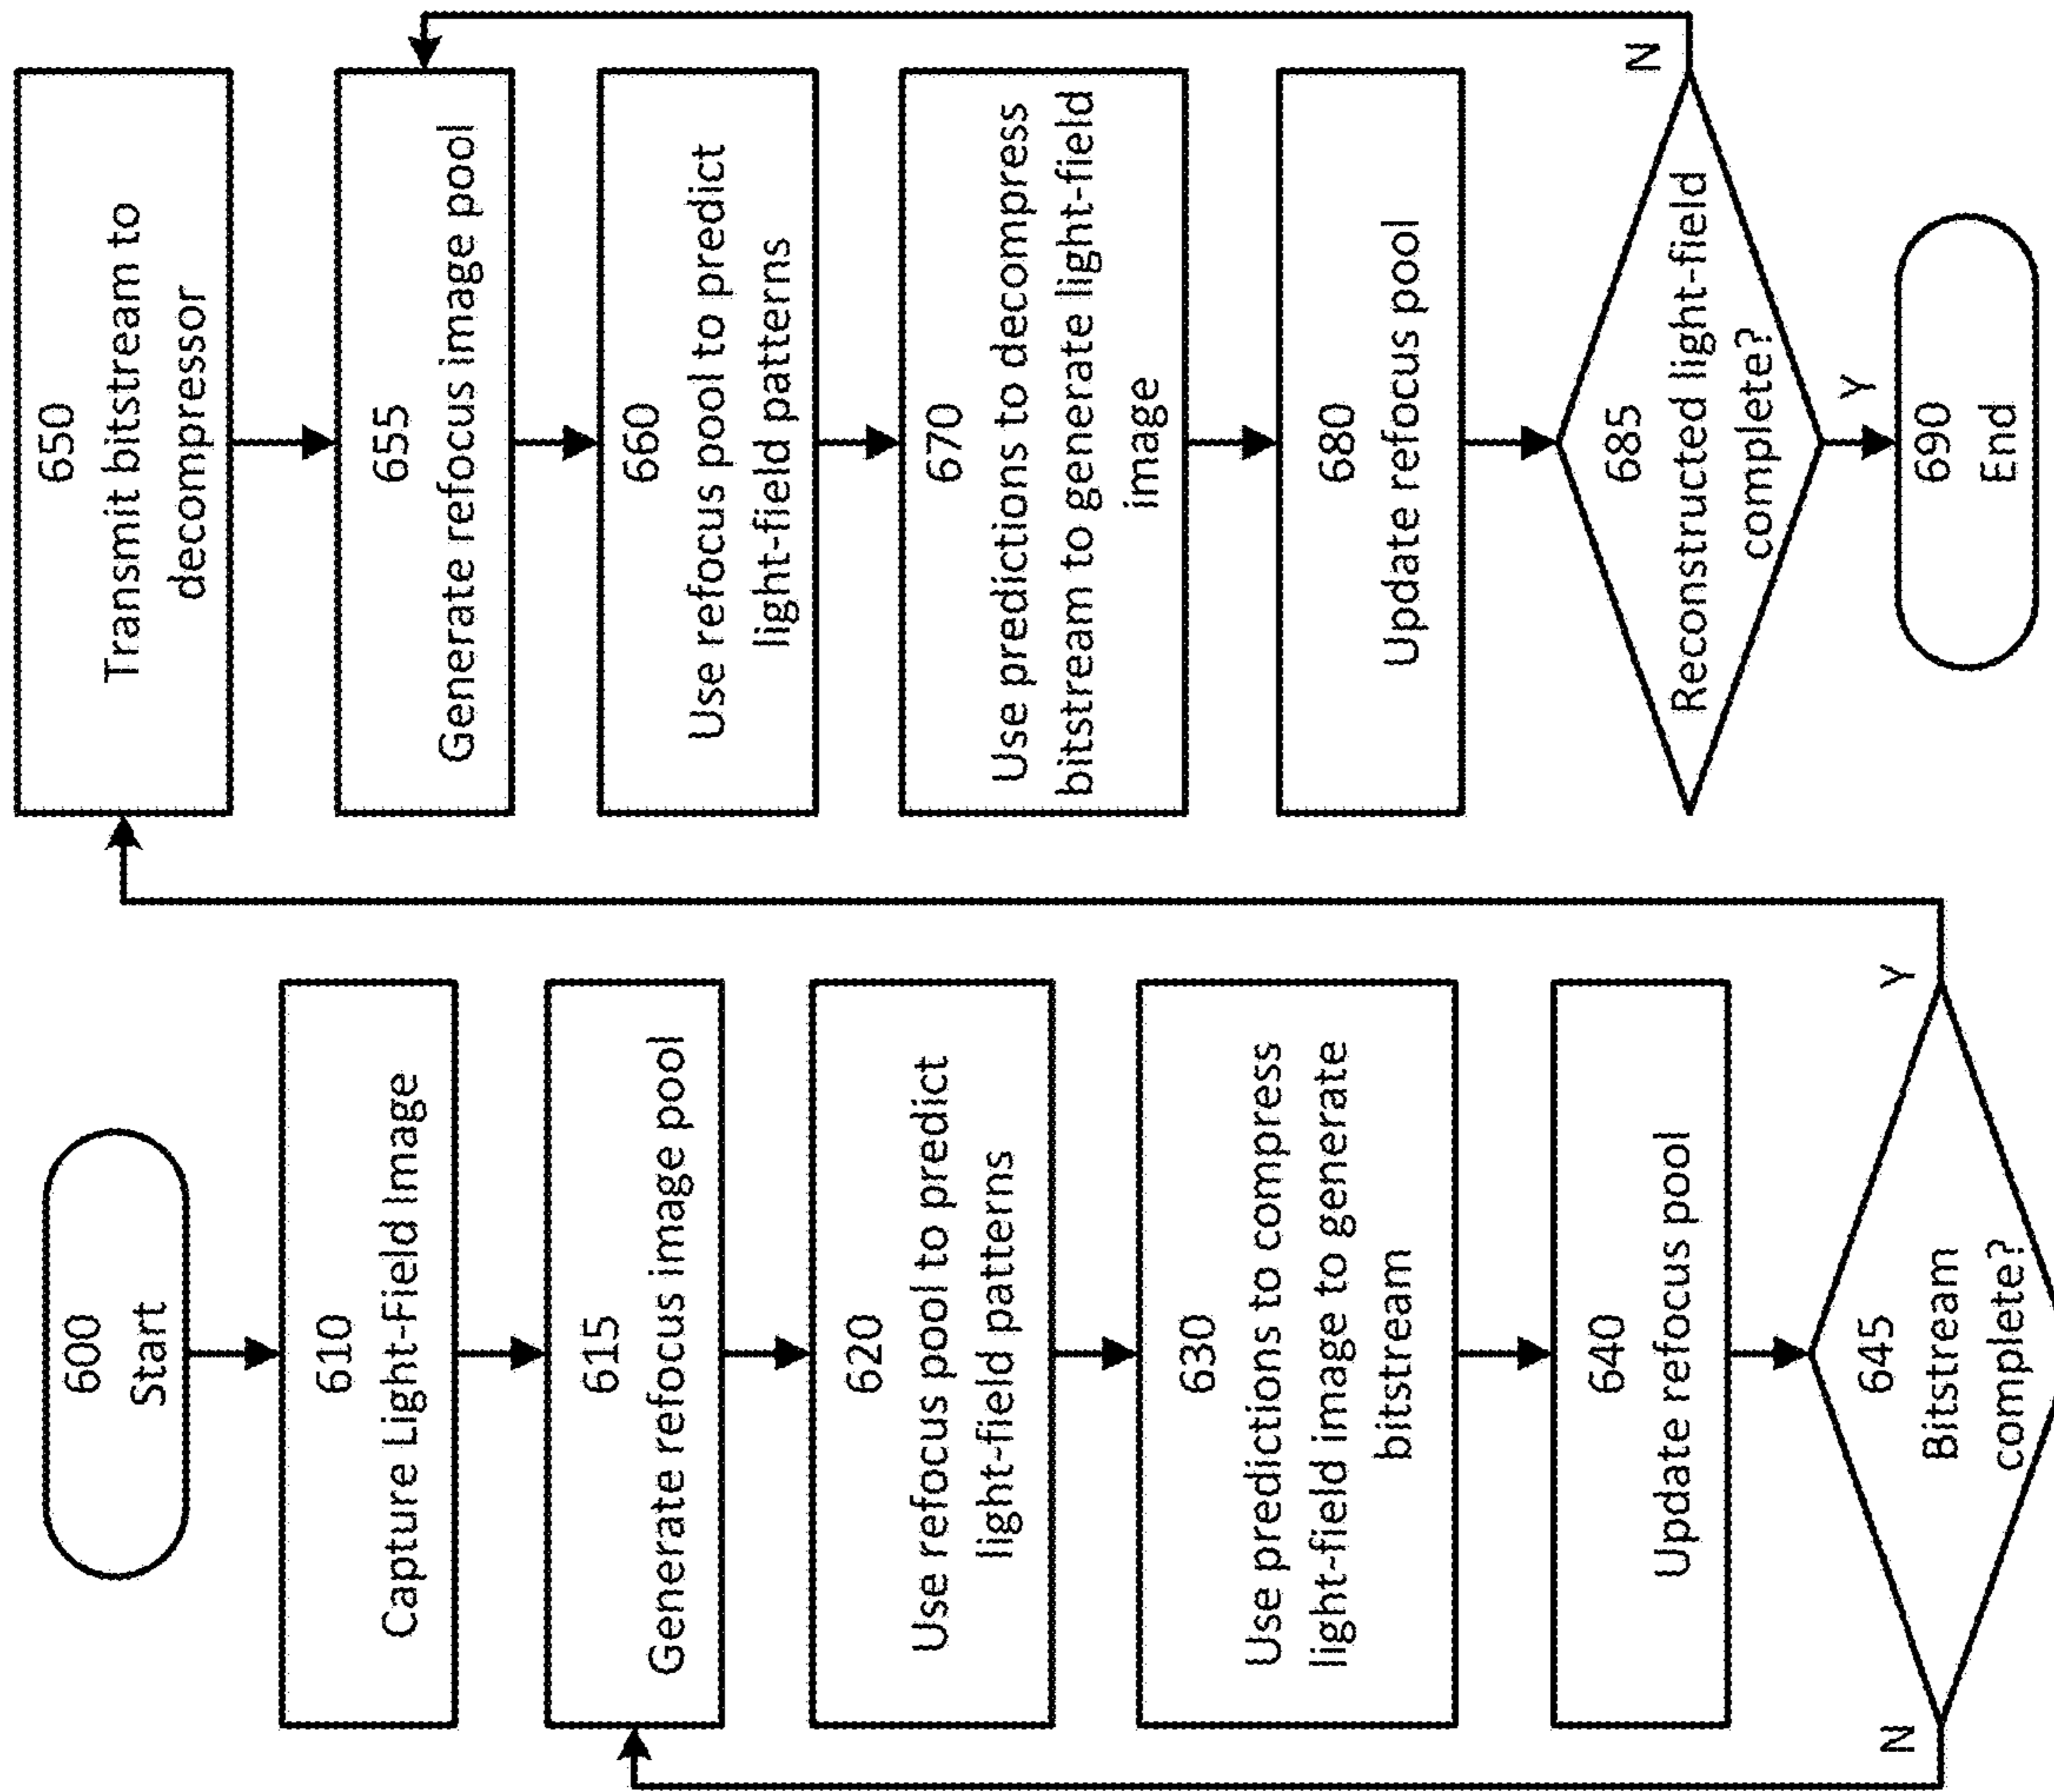 600
Start
610
Capture Light-Field Image
615
Generate refocus image pool
620
Use refocus pool to predict
light-field patterns
630
Use predictions to compress
light-field image to generate
bitstream
640
Update refocus pool
645
Bitstream
complete?
N
Y
650
Transmit bitstream to
decompressor
655
Generate refocus image pool
660
Use refocus pool to predict
light-field patterns
670
Use predictions to decompress
bitstream to generate light-field
image
680
Update refocus pool
685
Reconstructed light-field
complete?
N
Y
690
End